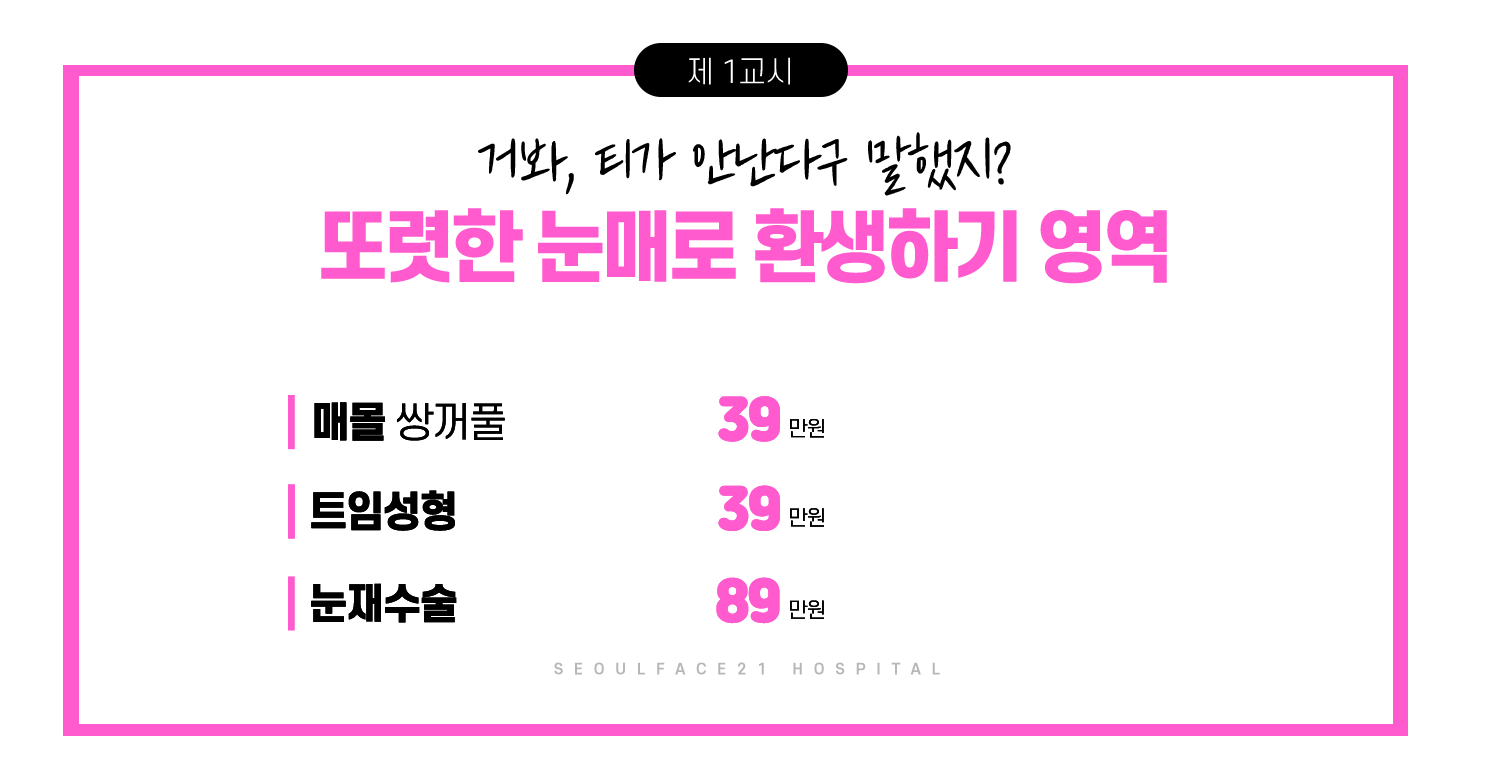 제 1교시
거봐, 티가 안난다구 말했지?
또렷한 눈매로 환생하기 영역
매몰 쌍꺼풀 39 만원
트임성형 39 만원
눈재수술 89 만원
SEOULFACE21 HOSPITAL